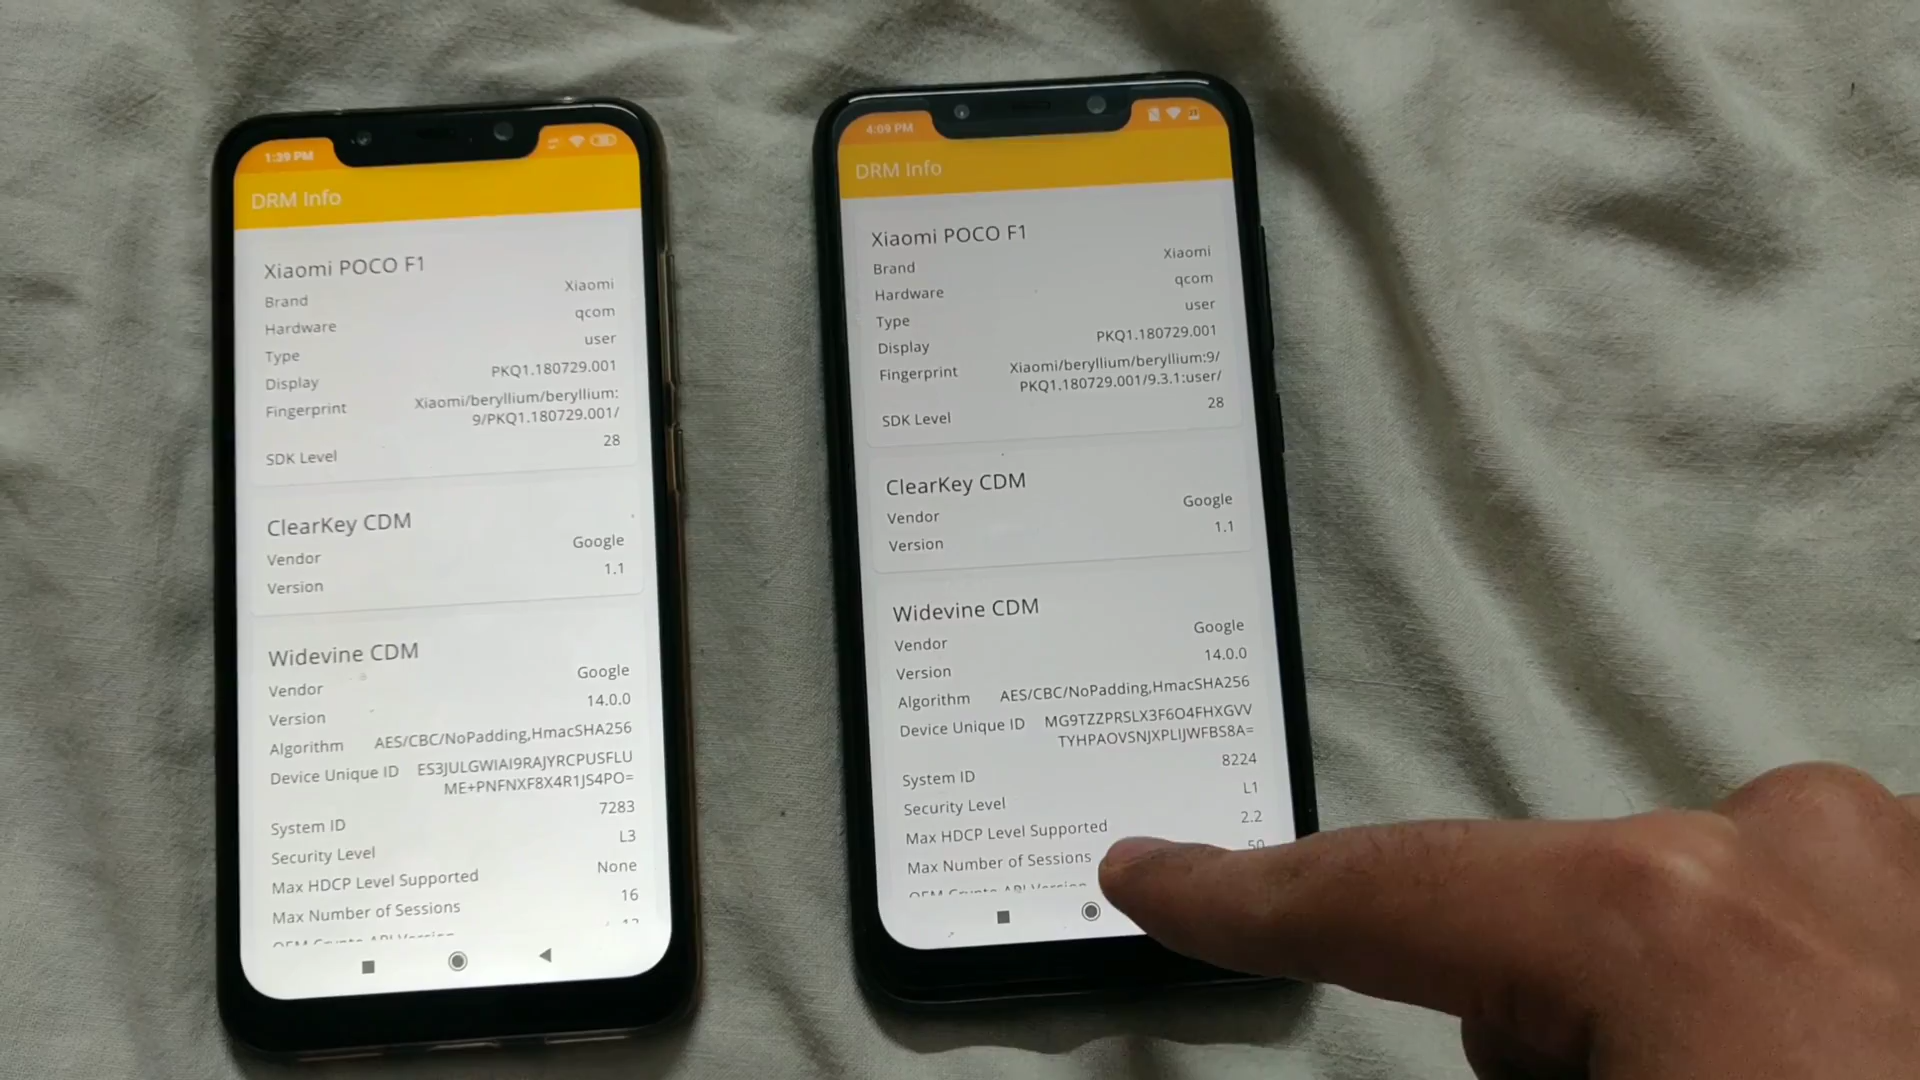 1:39 PM
DRM Info
Xiaomi POCO F1
Brand Xiaomi
Hardware qcom
Type user
Display PKQ1.180729.001
Fingerprint Xiaomi/beryllium/beryllium:
9/PKQ1.180729.001/
SDK Level 28
ClearKey CDM
Vendor Google
Version 1.1
Widevine CDM
Vendor Google
Version 14.0.0
Algorithm AES/CBC/NoPadding,HmacSHA256
Device Unique ID ES3JULGWIAI9RAJYRCPUSFLU
ME+PNFNXF8X4R1JS4PO=
System ID 7283
Security Level L3
Max HDCP Level Supported None
Max Number of Sessions 16
4:09 PM
DRM Info
Xiaomi POCO F1
Brand Xiaomi
Hardware qcom
Type user
Display PKQ1.180729.001
Fingerprint Xiaomi/beryllium/beryllium:9/
PKQ1.180729.001/9.3.1:user/
SDK Level 28
ClearKey CDM
Vendor Google
Version 1.1
Widevine CDM
Vendor Google
Version 14.0.0
Algorithm AES/CBC/NoPadding,HmacSHA256
Device Unique ID MG9TZZPRSLX3F6O4FHXGVV
TYHPAOVSNJXPLIJWFBS8A=
System ID 8224
Security Level L1
Max HDCP Level Supported 2.2
Max Number of Sessions 50